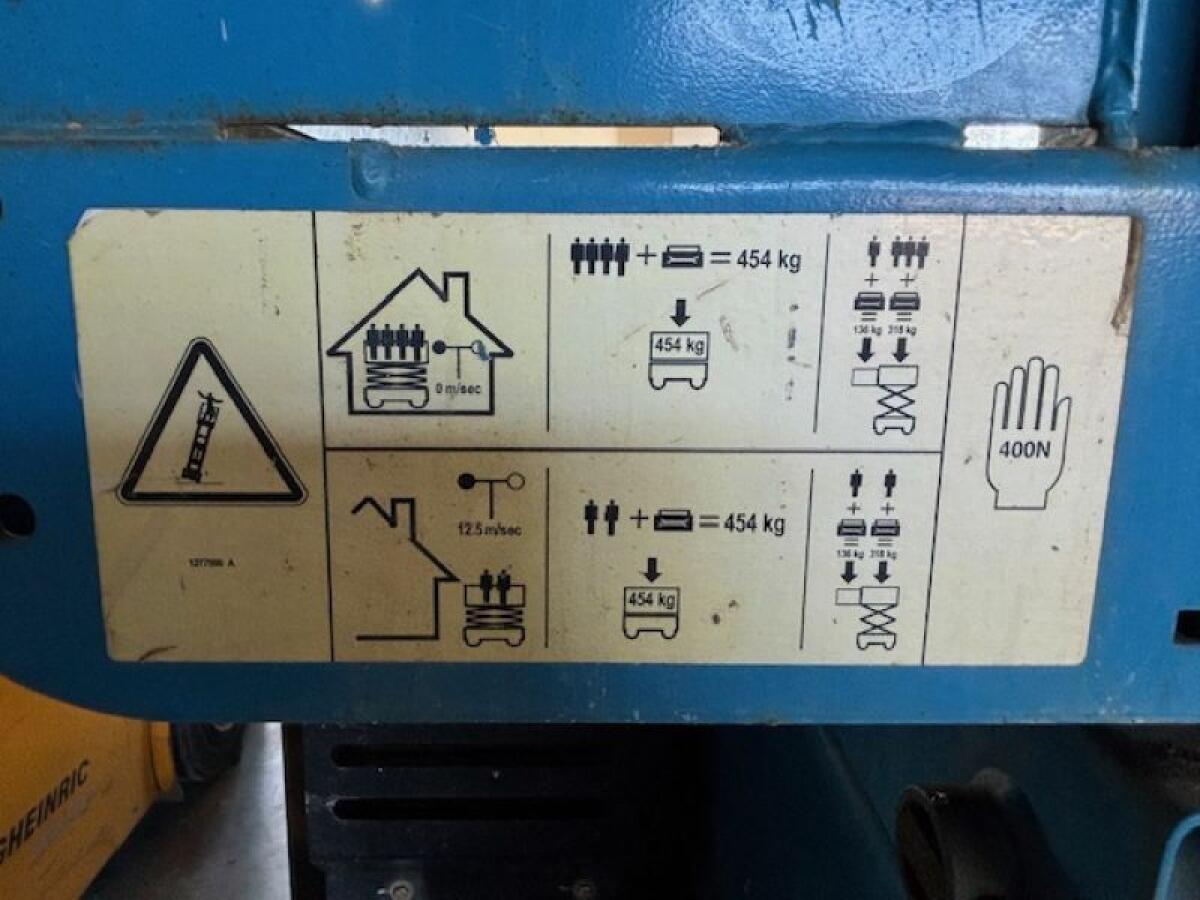 + = 454 kg
454 kg
0 m/sec
+ +
= =
136 kg 318 kg
400N
12.5 m/sec
+ = 454 kg
454 kg
+ +
= =
136 kg 318 kg
GHEINRIC